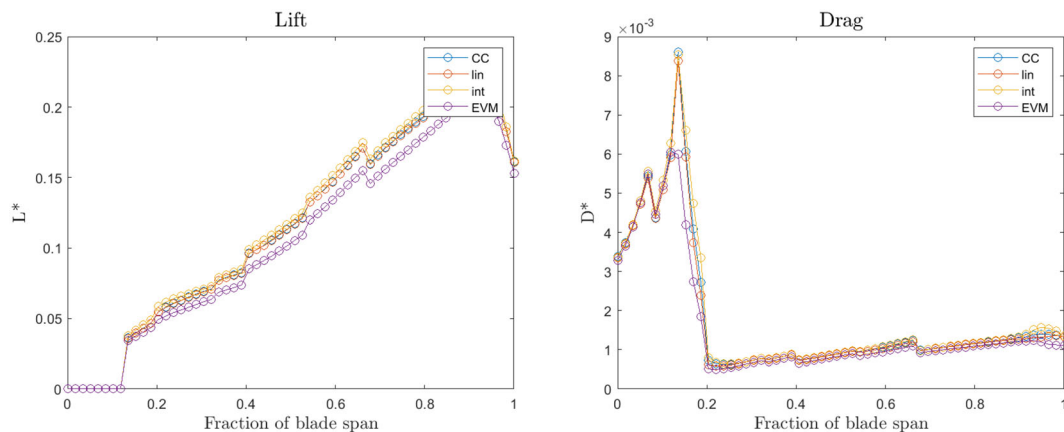 Lift
0.25
0.2
0.15
0.1
0.05
0
L*
0
0.2
0.4
0.6
0.8
1
Fraction of blade span
CC
lin
int
EVM
Drag
×10⁻³
9
8
7
6
5
4
3
2
1
0
D*
0
0.2
0.4
0.6
0.8
1
Fraction of blade span
CC
lin
int
EVM